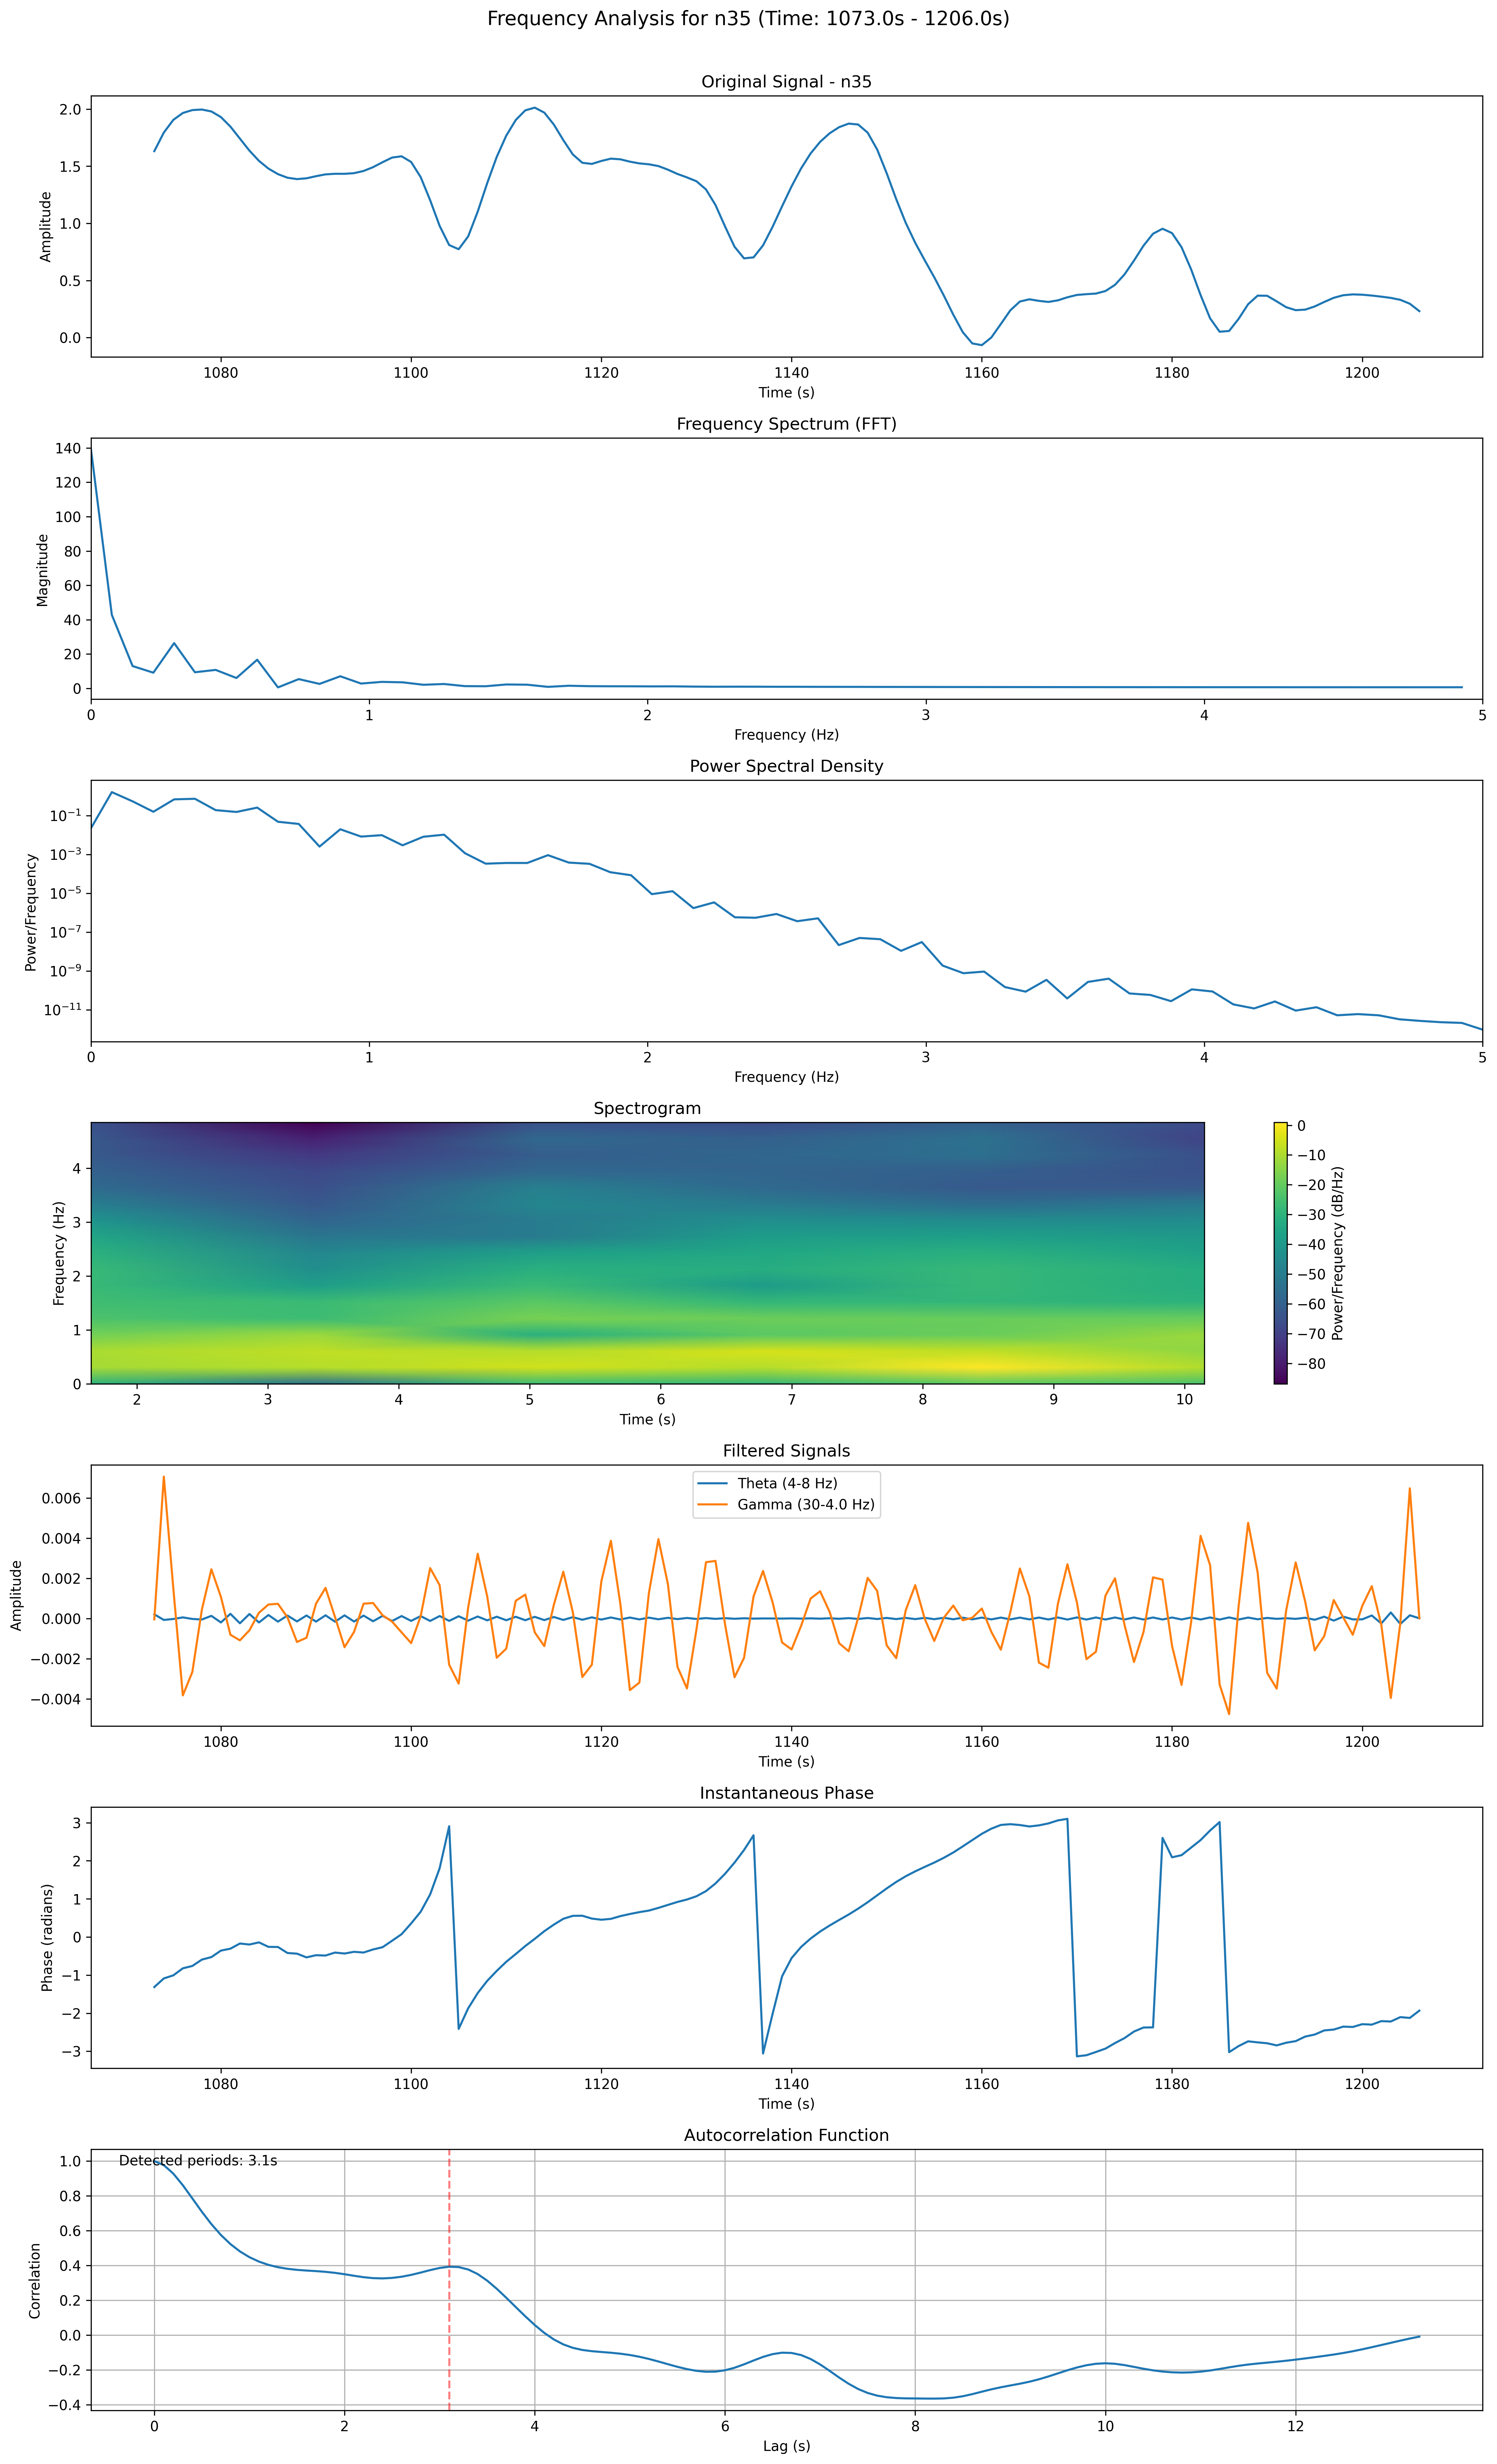 Frequency Analysis for n35 (Time: 1073.0s - 1206.0s)
Original Signal - n35
Amplitude
2.0
1.5
1.0
0.5
0.0
1080 1100 1120 1140 1160 1180 1200
Time (s)
Frequency Spectrum (FFT)
Magnitude
140
120
100
80
60
40
20
0
0 1 2 3 4 5
Frequency (Hz)
Power Spectral Density
Power/Frequency
10⁻¹
10⁻³
10⁻⁵
10⁻⁷
10⁻⁹
10⁻¹¹
0 1 2 3 4 5
Frequency (Hz)
Spectrogram
Frequency (Hz)
4
3
2
1
0
2 3 4 5 6 7 8 9 10
Time (s)
0
−10
−20
−30
−40
−50
−60
−70
−80
Power/Frequency (dB/Hz)
Filtered Signals
Theta (4-8 Hz)
Gamma (30-4.0 Hz)
Amplitude
0.006
0.004
0.002
0.000
−0.002
−0.004
1080 1100 1120 1140 1160 1180 1200
Time (s)
Instantaneous Phase
Phase (radians)
3
2
1
0
−1
−2
−3
1080 1100 1120 1140 1160 1180 1200
Time (s)
Autocorrelation Function
Detected periods: 3.1s
Correlation
1.0
0.8
0.6
0.4
0.2
0.0
−0.2
−0.4
0 2 4 6 8 10 12
Lag (s)